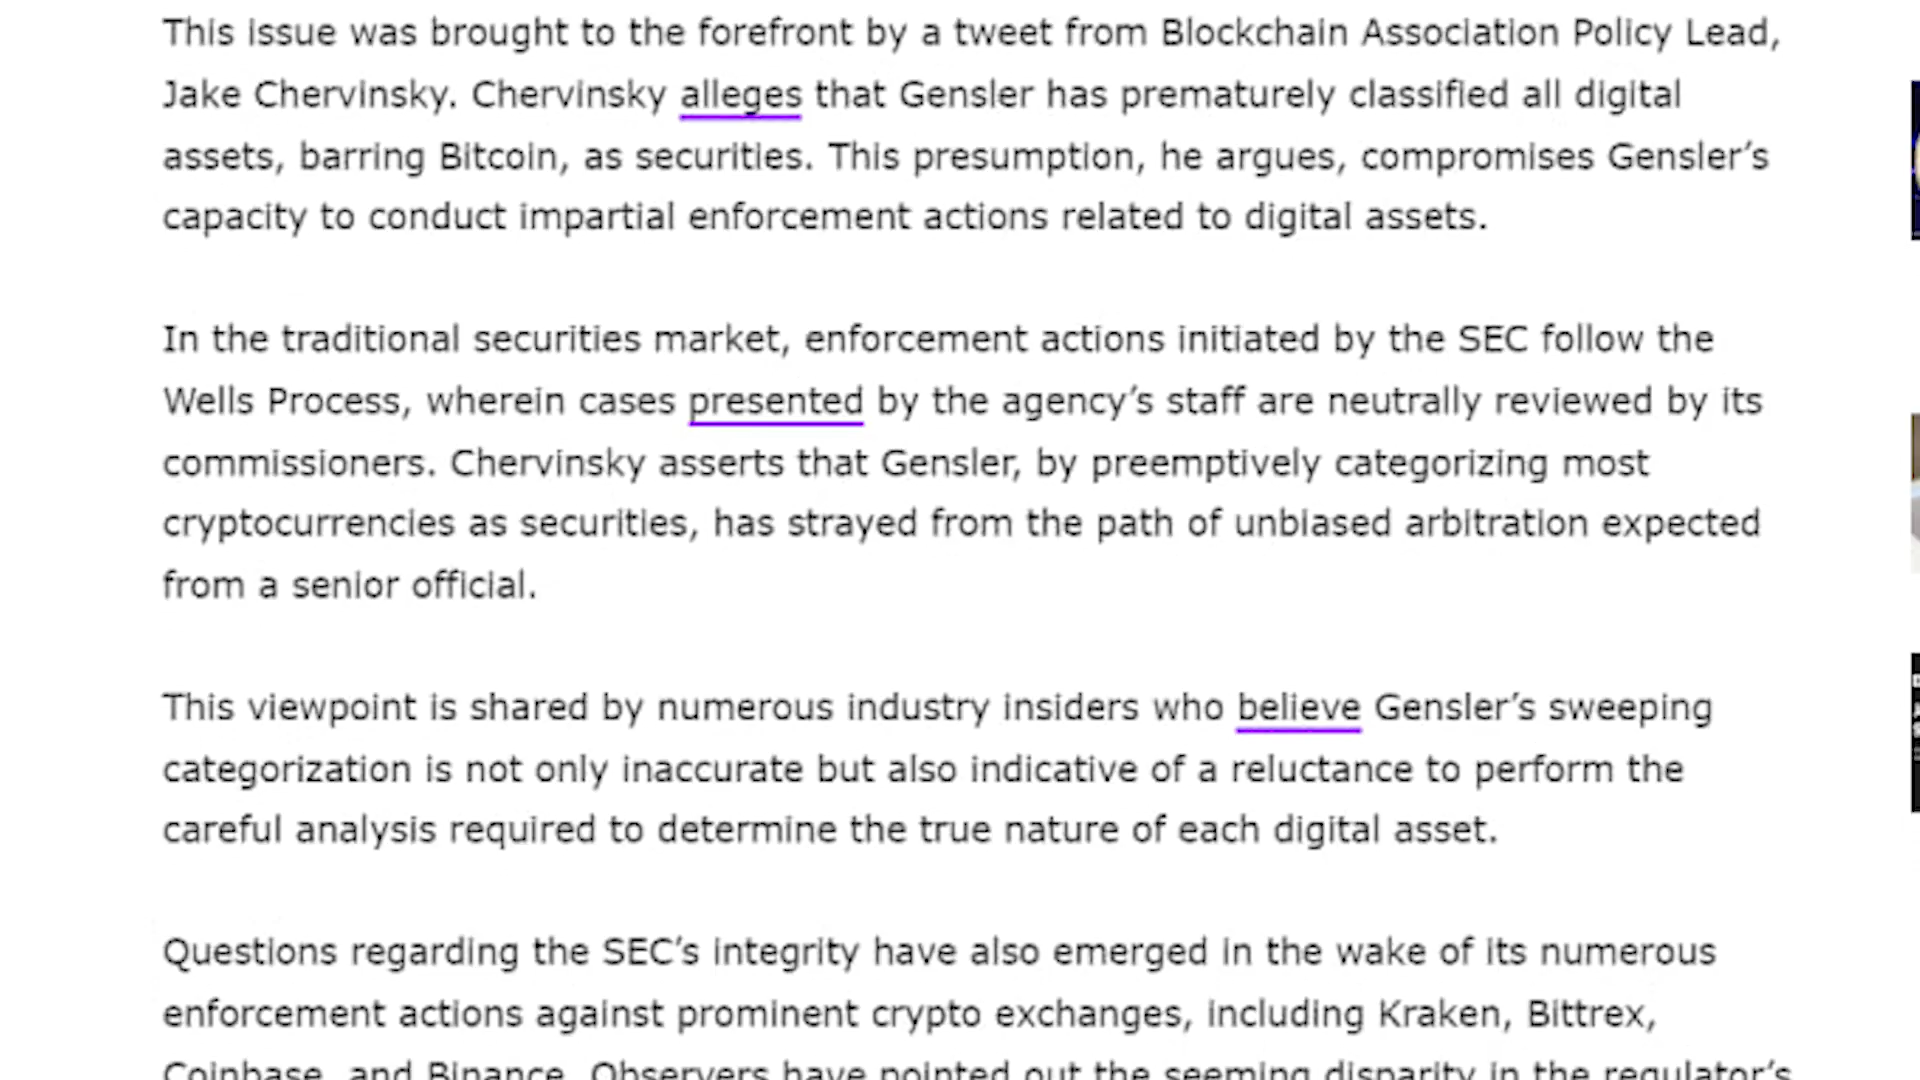 This issue was brought to the forefront by a tweet from Blockchain Association Policy Lead,
Jake Chervinsky. Chervinsky alleges that Gensler has prematurely classified all digital
assets, barring Bitcoin, as securities. This presumption, he argues, compromises Gensler’s
capacity to conduct impartial enforcement actions related to digital assets.
In the traditional securities market, enforcement actions initiated by the SEC follow the
Wells Process, wherein cases presented by the agency’s staff are neutrally reviewed by its
commissioners. Chervinsky asserts that Gensler, by preemptively categorizing most
cryptocurrencies as securities, has strayed from the path of unbiased arbitration expected
from a senior official.
This viewpoint is shared by numerous industry insiders who believe Gensler’s sweeping
categorization is not only inaccurate but also indicative of a reluctance to perform the
careful analysis required to determine the true nature of each digital asset.
Questions regarding the SEC’s integrity have also emerged in the wake of its numerous
enforcement actions against prominent crypto exchanges, including Kraken, Bittrex,
Coinbase, and Binance. Observers have pointed out the seeming disparity in the regulator’s